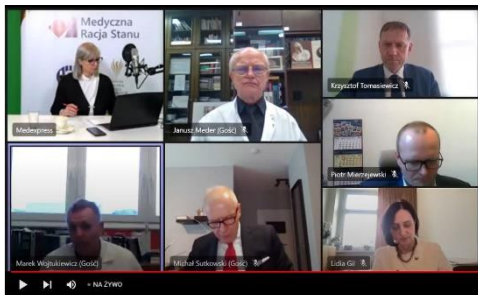 Medyczna
Racja Stanu
Medexpress
Janusz Meder (Gość)
Krzysztof Tomasiewicz
Piotr Mierzejewski
Marek Wojtukiewicz (Gość)
Michał Sutkowski (Gość)
Lidia Gil
NA ŻYWO